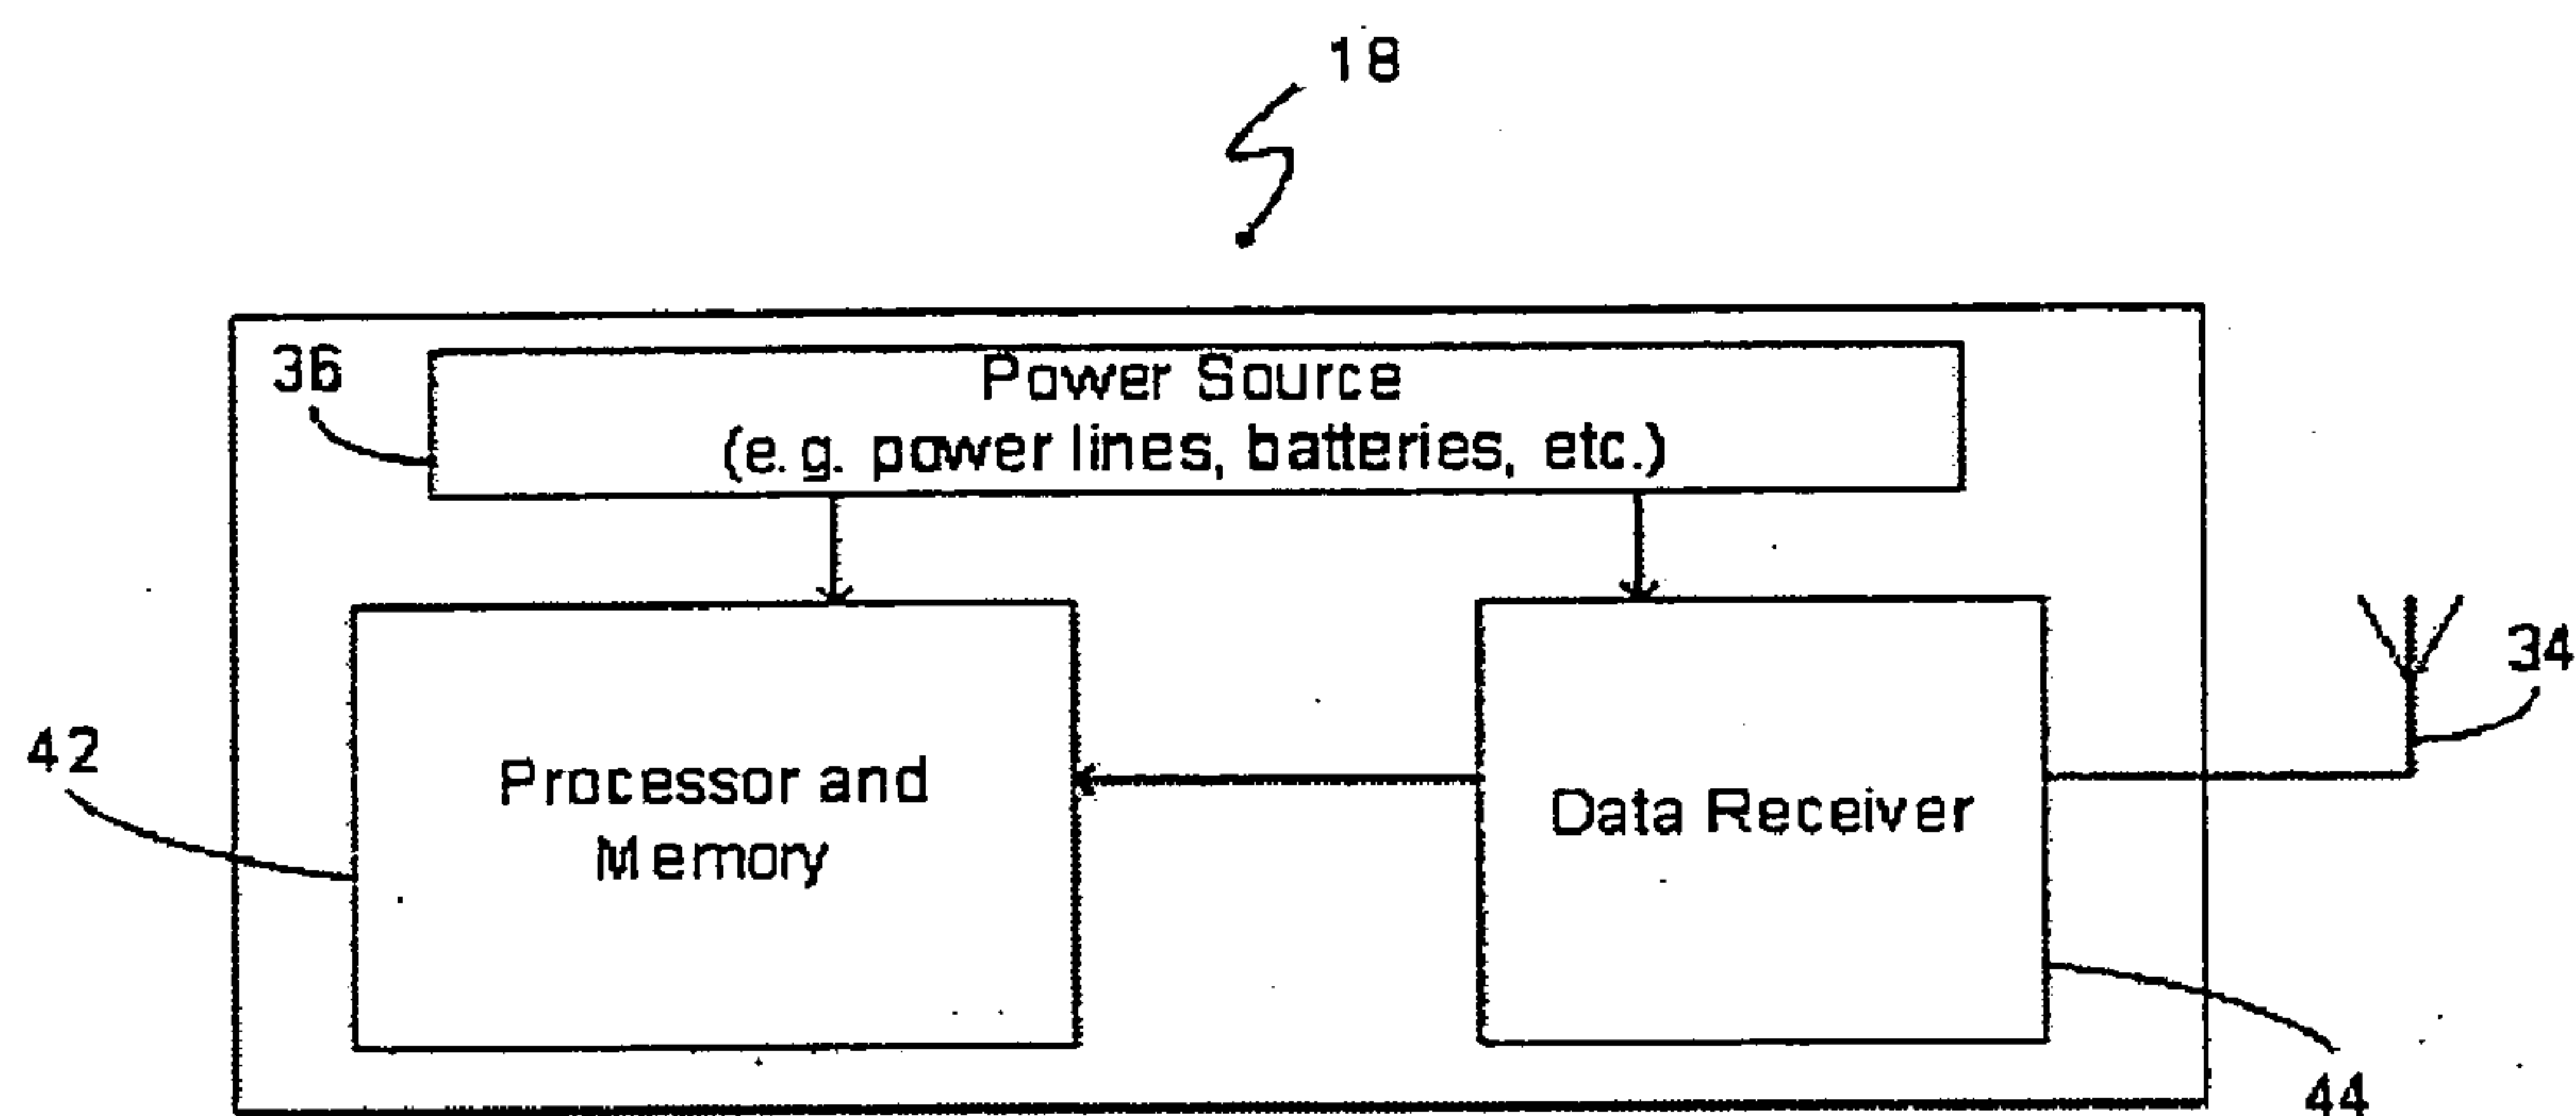 18
36
Power Source
(e.g. power lines, batteries, etc.)
34
42
Processor and
Memory
Data Receiver
44